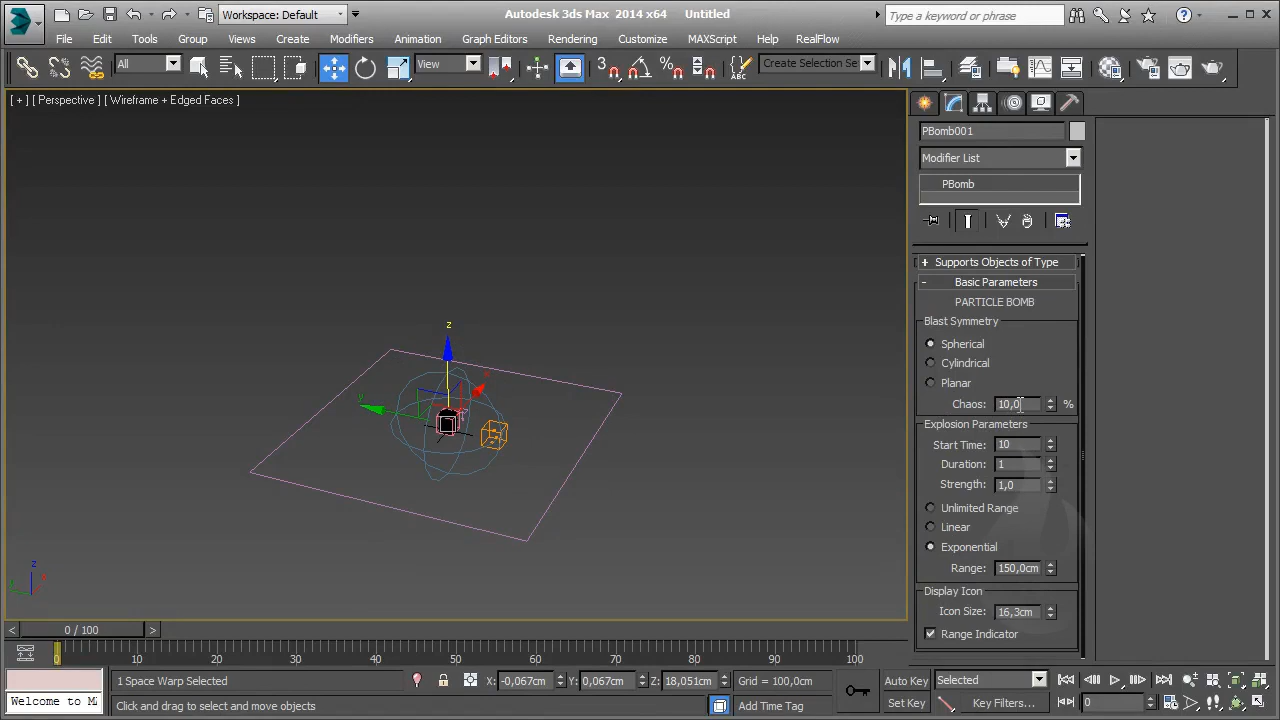 Workspace: Default
Autodesk 3ds Max 2014 x64 Untitled
Type a keyword or phrase
File Edit Tools Group Views Create Modifiers Animation Graph Editors Rendering Customize MAXScript Help RealFlow
All
View
Create Selection Se
[ + ] [ Perspective ] [ Wireframe + Edged Faces ]
PBomb001
Modifier List
PBomb
+ Supports Objects of Type
- Basic Parameters
PARTICLE BOMB
Blast Symmetry
Spherical
Cylindrical
Planar
Chaos: 10,0 %
Explosion Parameters
Start Time: 10
Duration: 1
Strength: 1,0
Unlimited Range
Linear
Exponential
Range: 150,0cm
Display Icon
Icon Size: 16,3cm
Range Indicator
z
x
y
z
x
y
< 0 / 100 >
0 10 20 30 40 50 60 70 80 90 100
1 Space Warp Selected
X: -0,067cm Y: 0,067cm Z: 18,051cm Grid = 100,0cm
Auto Key Selected
Welcome to MA
Click and drag to select and move objects
Add Time Tag
Set Key Key Filters...
0